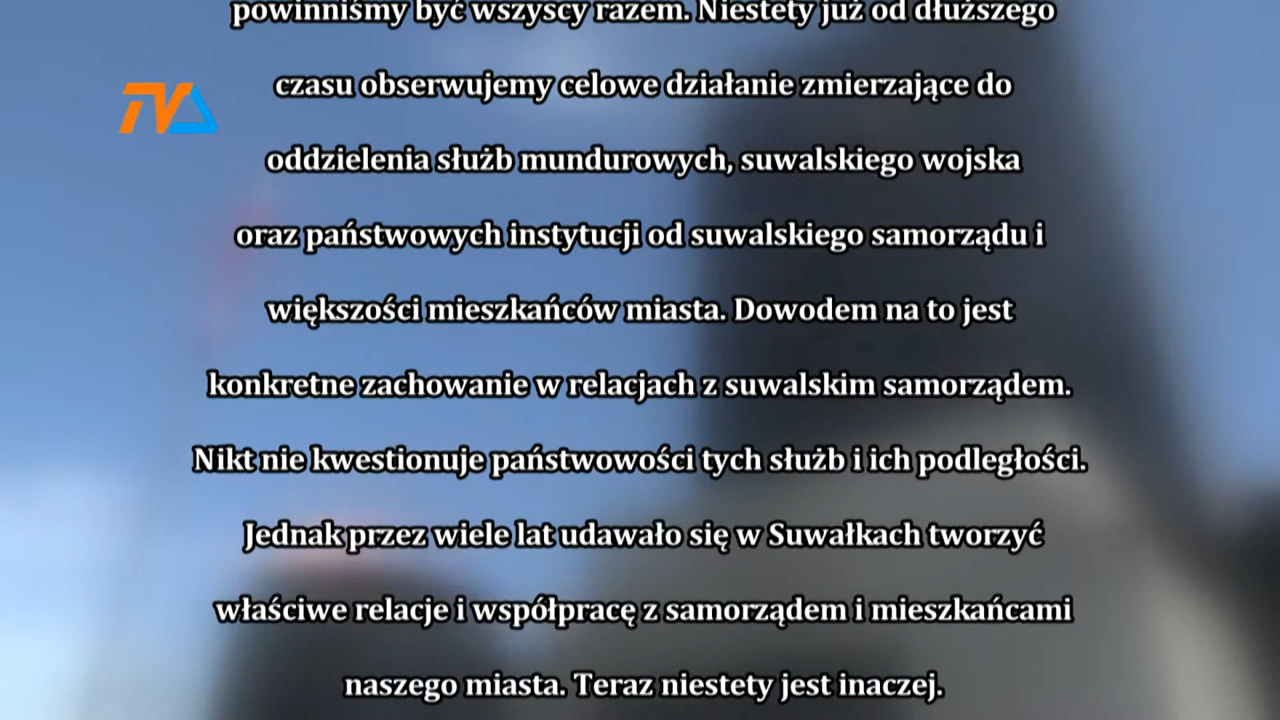 powinniśmy być wszyscy razem. Niestety już od dłuższego
czasu obserwujemy celowe działanie zmierzające do
TVS
oddzielenia służb mundurowych, suwalskiego wojska
oraz państwowych instytucji od suwalskiego samorządu i
większości mieszkańców miasta. Dowodem na to jest
konkretne zachowanie w relacjach z suwalskim samorządem.
Nikt nie kwestionuje państwowości tych służb i ich podległości.
Jednak przez wiele lat udawało się w Suwałkach tworzyć
właściwe relacje i współpracę z samorządem i mieszkańcami
naszego miasta. Teraz niestety jest inaczej.